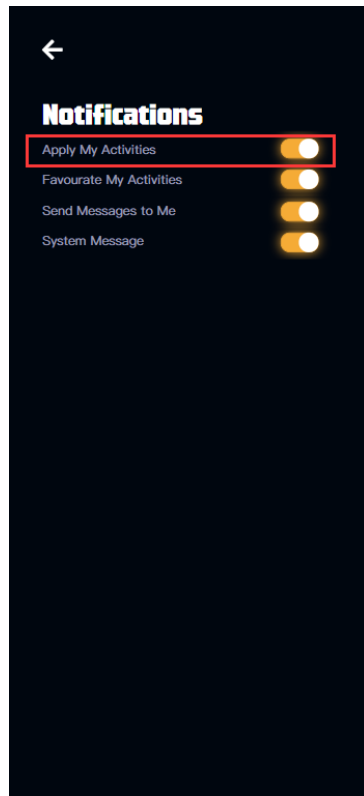 Notifications
Apply My Activities
Favourate My Activities
Send Messages to Me
System Message